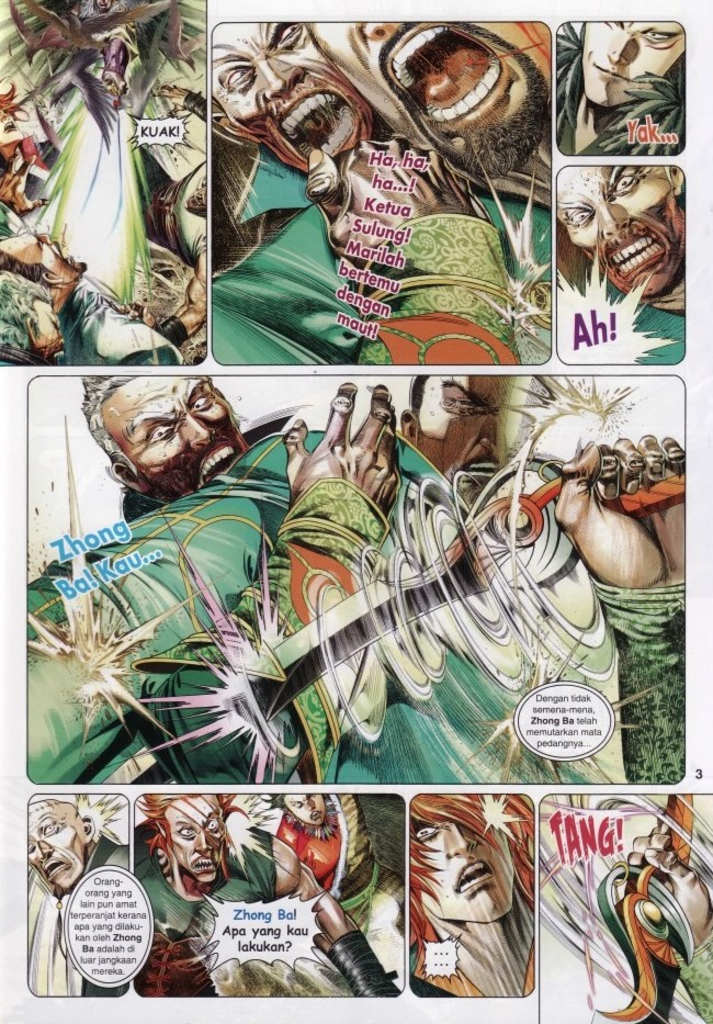 KUAK!
Ha, ha,
ha...!
Ketua
Sulung!
Marilah
bertemu
dengan
maut!
Yak...
Ah!
Zhong
Ba! Kau...
Dengan tidak
semena-mena,
Zhong Ba telah
memutarkan mata
pedangnya...
3
Orang-
orang yang
lain pun amat
terperanjat kerana
apa yang dilaku-
kan oleh Zhong
Ba adalah di
luar jangkaan
mereka.
Zhong Ba!
Apa yang kau
lakukan?
...
...
TANG!